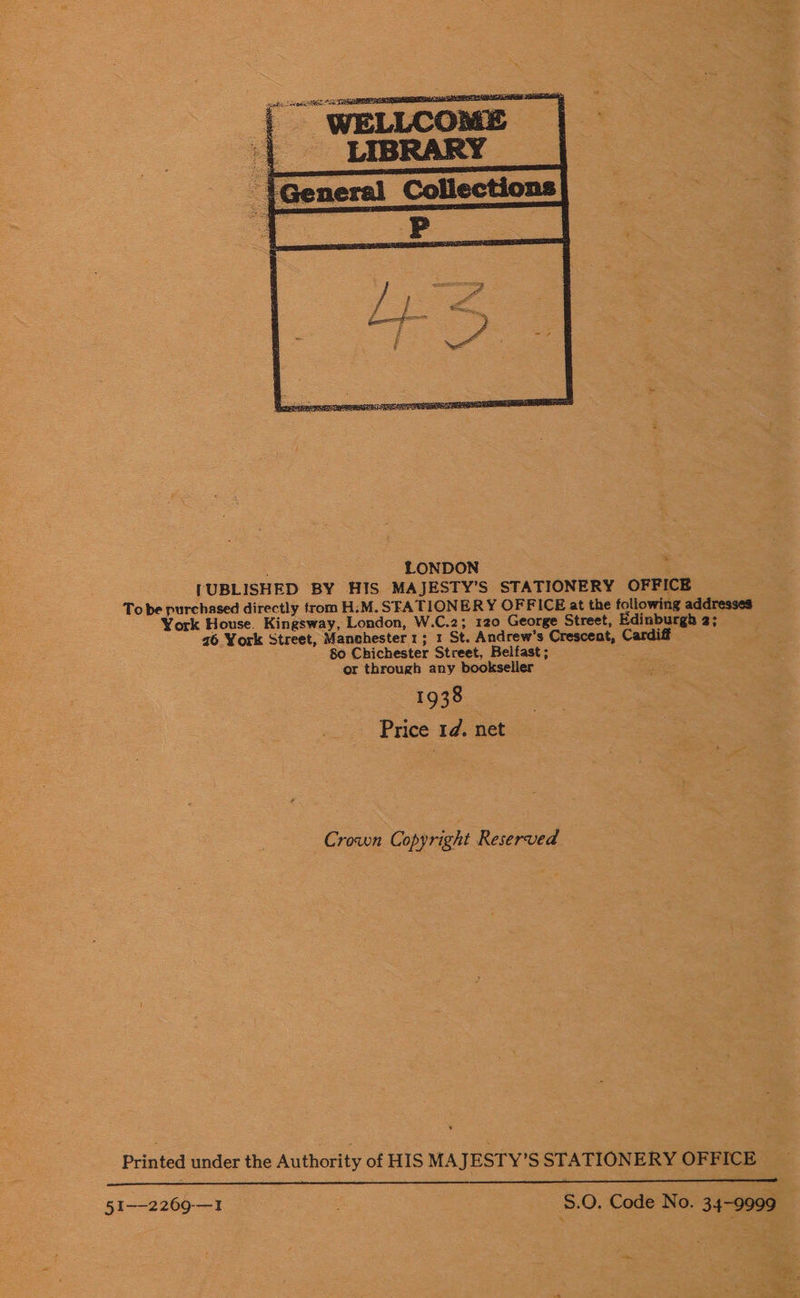 WELLCOME
LIBRARY
General Collections
P
43
LONDON
UBLISHED BY HIS MAJESTY'S STATIONERY OFFICE
To be purchased directly from H.M. STATIONERY OFFICE at the following addresses
York House, Kingsway, London, W.C.2; 120 George Street, Edinburgh 2;
26 York Street, Manchester 1; 1 St. Andrew's Crescent, Cardiff
80 Chichester Street, Belfast;
or through any bookseller
1938
Price 1d. net
Crown Copyright Reserved
Printed under the Authority of HIS MAJESTY'S STATIONERY OFFICE
51—2269—1 S.O. Code No. 34-9999